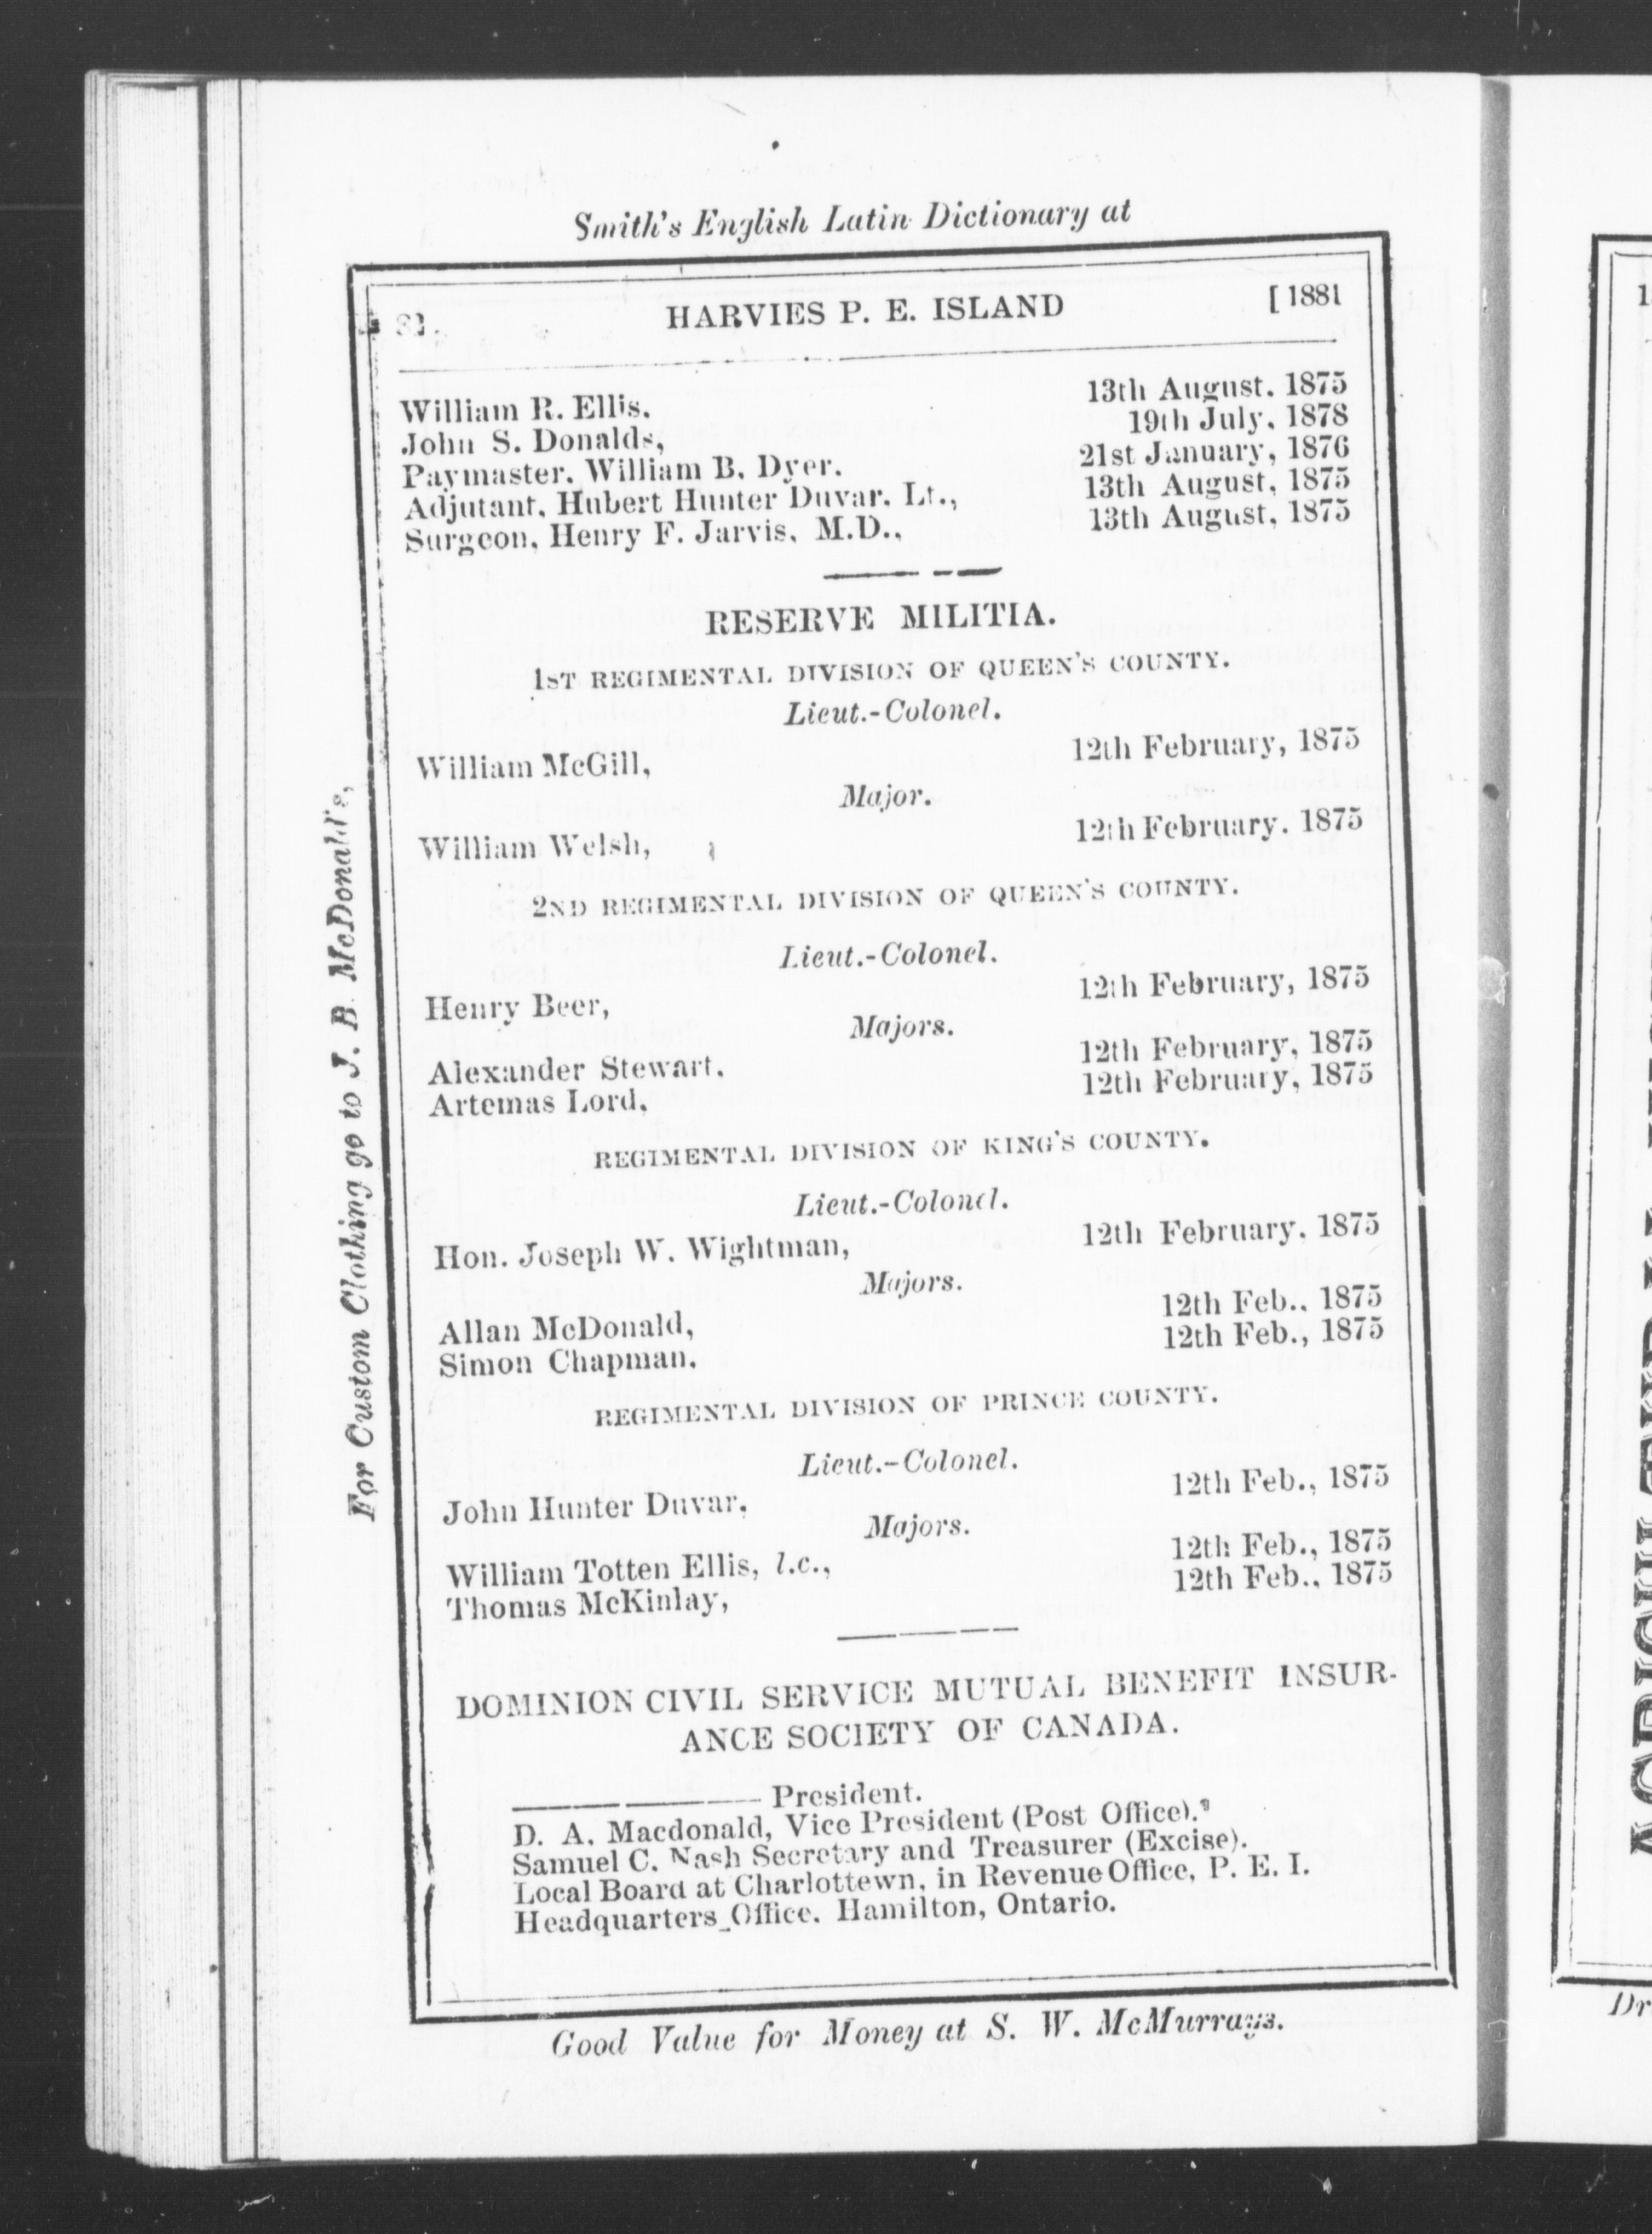 Smith's English Latin Dictionary at
HARVIES P. E. ISLAND [1881
William R. Ellis, 13th August. 1875
John S. Donalds, 19th July, 1878
Paymaster, William B. Dyer. 21st January, 1876
Adjutant, Hubert Hunter Duvar. Lt., 13th August, 1875
Surgeon, Henry F. Jarvis, M.D., 13th August, 1875
RESERVE MILITIA.
1ST REGIMENTAL DIVISION OF QUEEN'S COUNTY.
Lieut.-Colonel.
William McGill, 12th February, 1875
Major.
William Welsh, 12th February. 1875
2ND REGIMENTAL DIVISION OF QUEEN'S COUNTY.
Lieut.-Colonel.
Henry Beer, 12th February, 1875
Majors.
Alexander Stewart, 12th February, 1875
Artemas Lord, 12th February, 1875
REGIMENTAL DIVISION OF KING'S COUNTY.
Lieut.-Colonel.
Hon. Joseph W. Wightman, 12th February. 1875
Majors.
Allan McDonald, 12th Feb., 1875
Simon Chapman, 12th Feb., 1875
REGIMENTAL DIVISION OF PRINCE COUNTY.
Lieut.-Colonel.
John Hunter Duvar, 12th Feb., 1875
Majors.
William Totten Ellis, l.c., 12th Feb., 1875
Thomas McKinlay, 12th Feb., 1875
DOMINION CIVIL SERVICE MUTUAL BENEFIT INSUR-
ANCE SOCIETY OF CANADA.
President.
D. A. Macdonald, Vice President (Post Office).
Samuel C. Nash Secretary and Treasurer (Excise).
Local Board at Charlottewn, in Revenue Office, P. E. I.
Headquarters Office. Hamilton, Ontario.
Good Value for Money at S. W. McMurrays.
For Custom Clothing go to J. B. McDonald's,